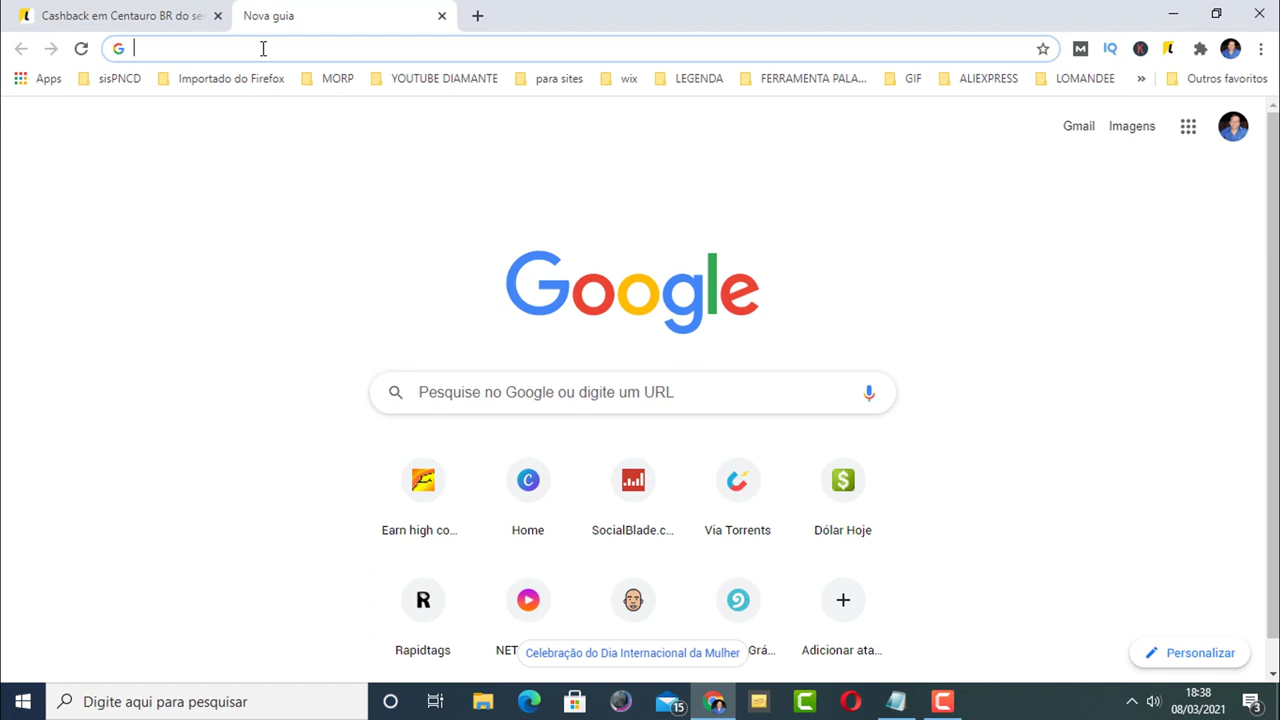 Cashback em Centauro BR do se
Nova guia
Apps
sisPNCD
Importado do Firefox
MORP
YOUTUBE DIAMANTE
para sites
wix
LEGENDA
FERRAMENTA PALA...
GIF
ALIEXPRESS
LOMANDEE
»
Outros favoritos
Gmail
Imagens
Google
Pesquise no Google ou digite um URL
Earn high co...
Home
SocialBlade.c...
Via Torrents
Dólar Hoje
Rapidtags
NET
Grá...
Adicionar ata...
Celebração do Dia Internacional da Mulher
Personalizar
Digite aqui para pesquisar
15
18:38
08/03/2021
3